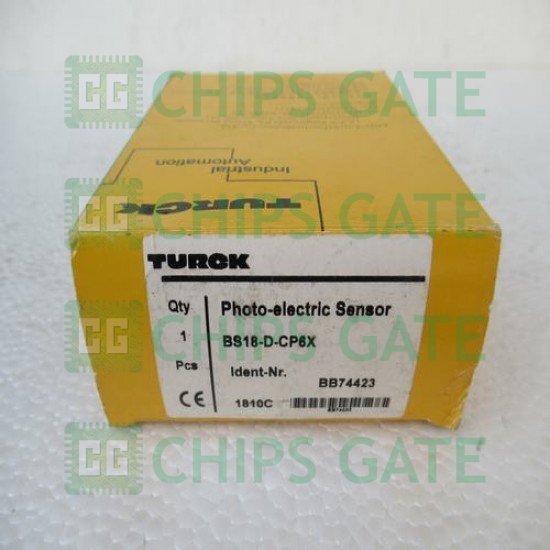 CHIPS GATE
Industrial
Automation
TURCK
CHIPS GATE
TURCK
Qty
Photo-electric Sensor
1
BS18-D-CP6X
Pcs
Ident-Nr.
BB74423
CE
1810C
CHIPS GATE
CHIPS GATE